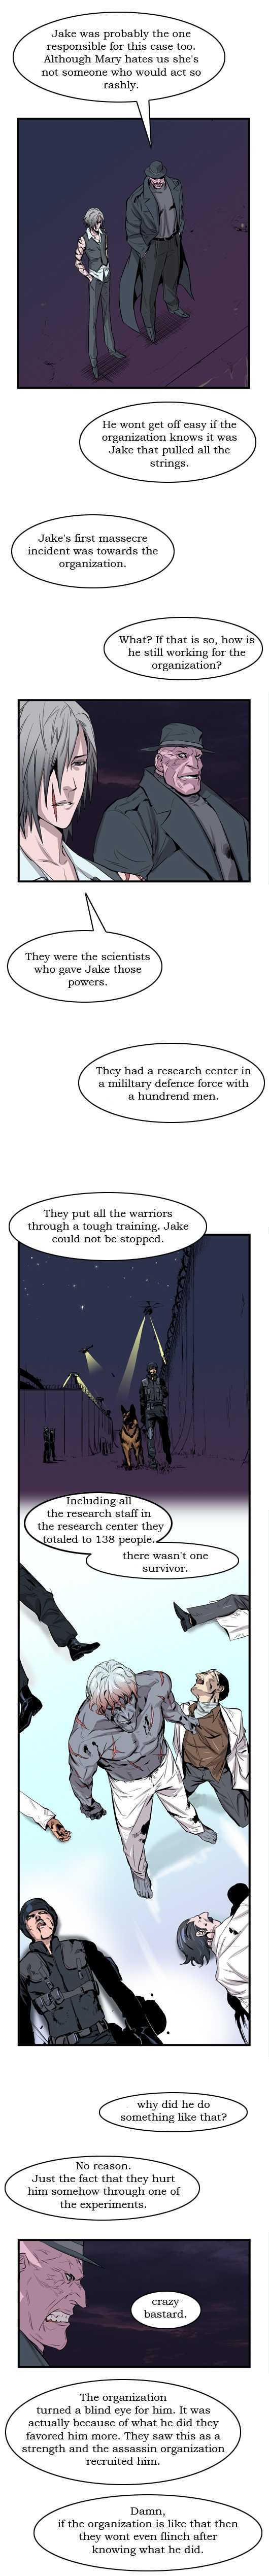 Jake was probably the one
responsible for this case too.
Although Mary hates us she's
not someone who would act so
rashly.
He wont get off easy if the
organization knows it was
Jake that pulled all the
strings.
Jake's first massecre
incident was towards the
organization.
What? If that is so, how is
he still working for the
organization?
They were the scientists
who gave Jake those
powers.
They had a research center in
a mililtary defence force with
a hundrend men.
They put all the warriors
through a tough training. Jake
could not be stopped.
Including all
the research staff in
the research center they
totaled to 138 people.
there wasn't one
survivor.
why did he do
something like that?
No reason.
Just the fact that they hurt
him somehow through one of
the experiments.
crazy
bastard.
The organization
turned a blind eye for him. It was
actually because of what he did they
favored him more. They saw this as a
strength and the assassin organization
recruited him.
Damn,
if the organization is like that then
they wont even flinch after
knowing what he did.